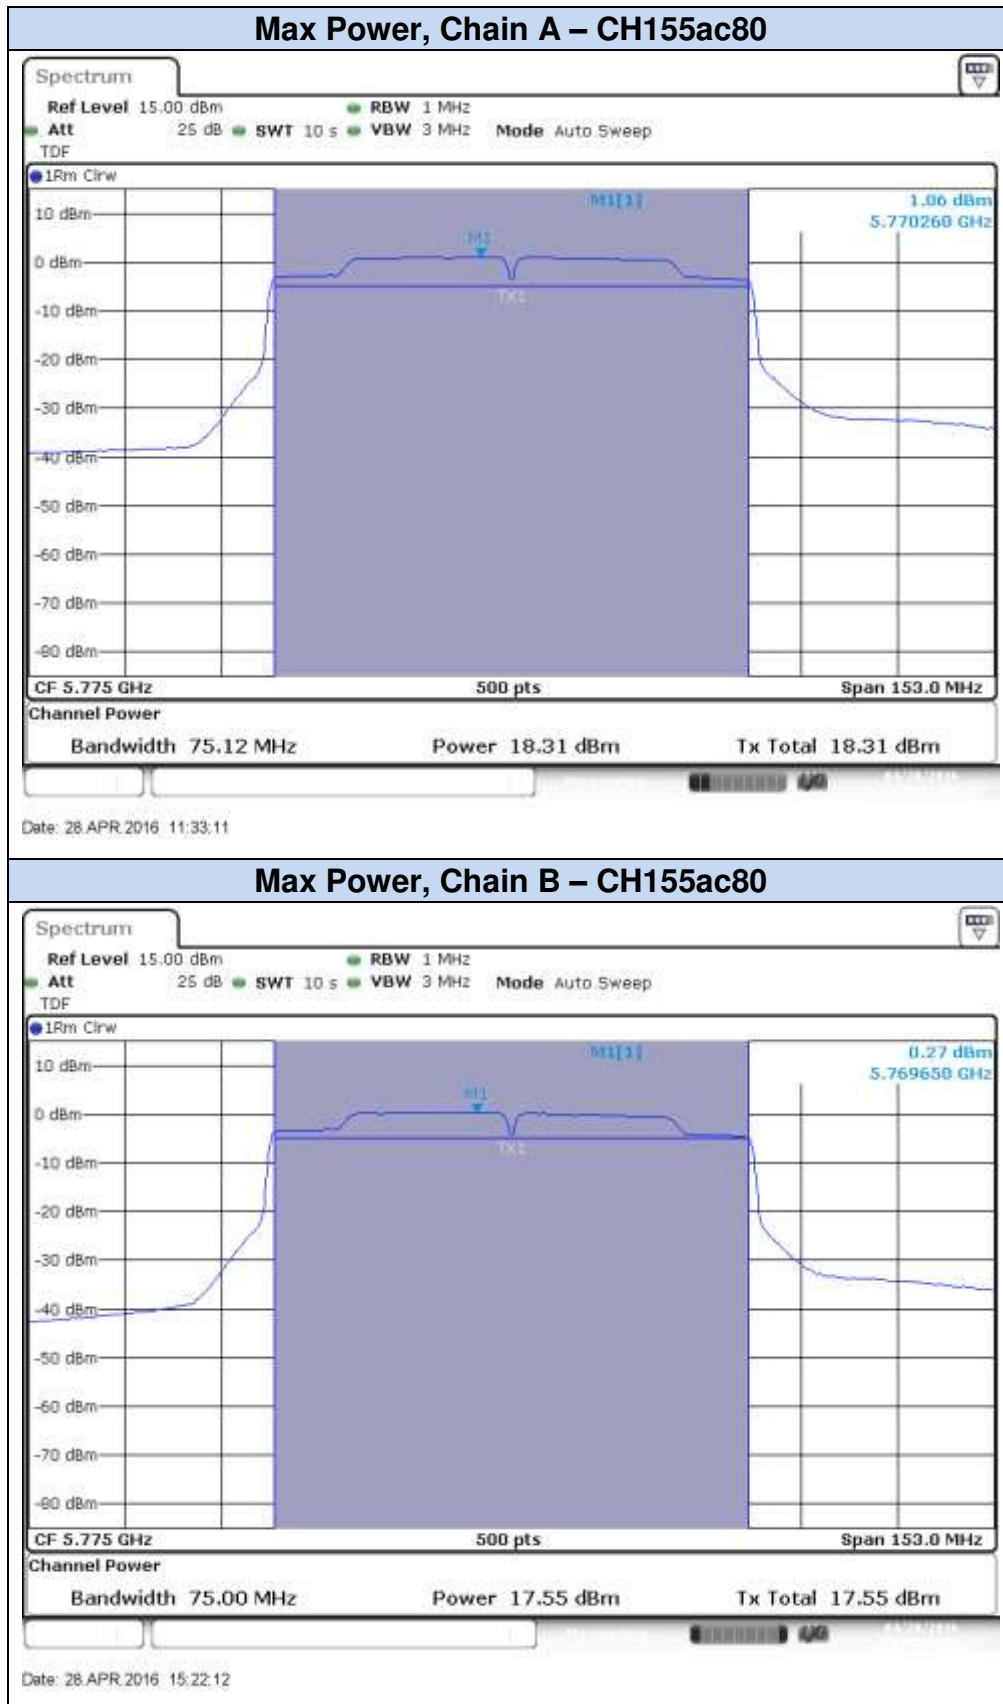 Max Power, Chain A – CH155ac80
Spectrum
Ref Level 15.00 dBm RBW 1 MHz
Att 25 dB SWT 10 s VBW 3 MHz Mode Auto Sweep
TDF
1Rm Clrw
M1[1] 1.06 dBm
5.770260 GHz
10 dBm
M1
0 dBm
TX1
-10 dBm
-20 dBm
-30 dBm
-40 dBm
-50 dBm
-60 dBm
-70 dBm
-80 dBm
CF 5.775 GHz 500 pts Span 153.0 MHz
Channel Power
Bandwidth 75.12 MHz Power 18.31 dBm Tx Total 18.31 dBm
Date: 28.APR.2016 11:33:11
Max Power, Chain B – CH155ac80
Spectrum
Ref Level 15.00 dBm RBW 1 MHz
Att 25 dB SWT 10 s VBW 3 MHz Mode Auto Sweep
TDF
1Rm Clrw
M1[1] 0.27 dBm
5.769650 GHz
10 dBm
M1
0 dBm
TX1
-10 dBm
-20 dBm
-30 dBm
-40 dBm
-50 dBm
-60 dBm
-70 dBm
-80 dBm
CF 5.775 GHz 500 pts Span 153.0 MHz
Channel Power
Bandwidth 75.00 MHz Power 17.55 dBm Tx Total 17.55 dBm
Date: 28.APR.2016 15:22:12